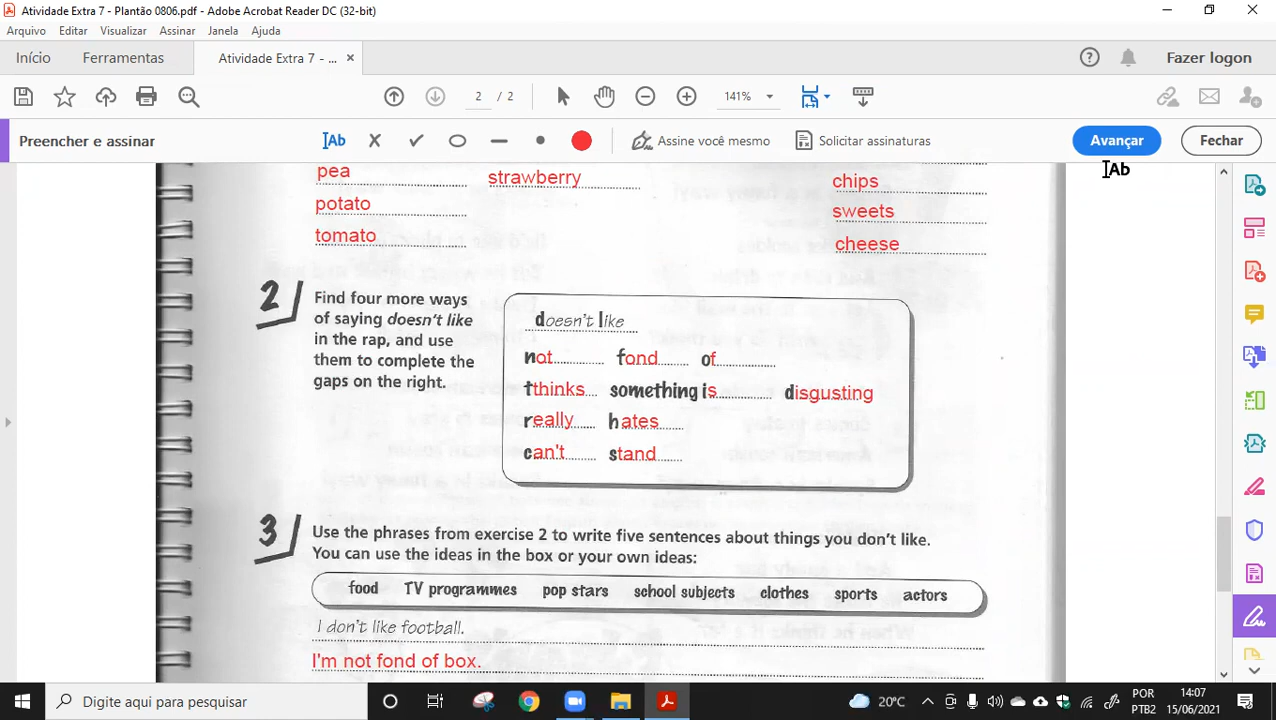 Atividade Extra 7 - Plantão 0806.pdf - Adobe Acrobat Reader DC (32-bit)
Arquivo Editar Visualizar Assinar Janela Ajuda
Início Ferramentas Atividade Extra 7 - ... × Fazer logon
2 / 2 141%
Preencher e assinar Ab Assine você mesmo Solicitar assinaturas Avançar Fechar
Ab
pea strawberry chips
potato sweets
tomato cheese
2 Find four more ways
of saying doesn't like
in the rap, and use
them to complete the
gaps on the right.
doesn't like
not fond of
tthinks something is disgusting
really hates
can't stand
3 Use the phrases from exercise 2 to write five sentences about things you don't like.
You can use the ideas in the box or your own ideas:
food TV programmes pop stars school subjects clothes sports actors
I don't like football.
I'm not fond of box.
Digite aqui para pesquisar 20°C POR 14:07
PTB2 15/06/2021